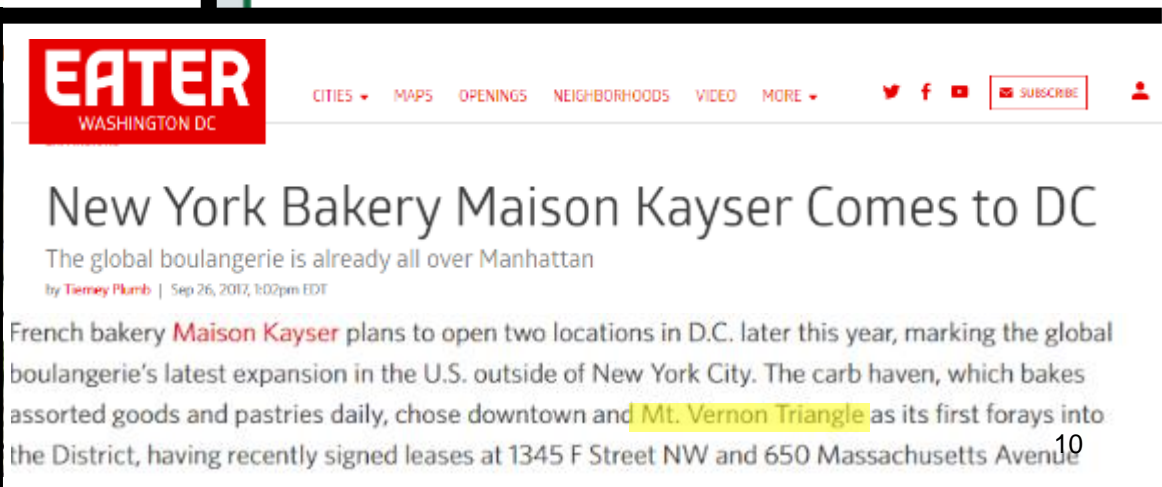 EATER
WASHINGTON DC
CITIES MAPS OPENINGS NEIGHBORHOODS VIDEO MORE SUBSCRIBE
New York Bakery Maison Kayser Comes to DC
The global boulangerie is already all over Manhattan
by Tierney Plumb | Sep 26, 2017, 1:02pm EDT
French bakery Maison Kayser plans to open two locations in D.C. later this year, marking the global
boulangerie's latest expansion in the U.S. outside of New York City. The carb haven, which bakes
assorted goods and pastries daily, chose downtown and Mt. Vernon Triangle as its first forays into
the District, having recently signed leases at 1345 F Street NW and 650 Massachusetts Avenue
10